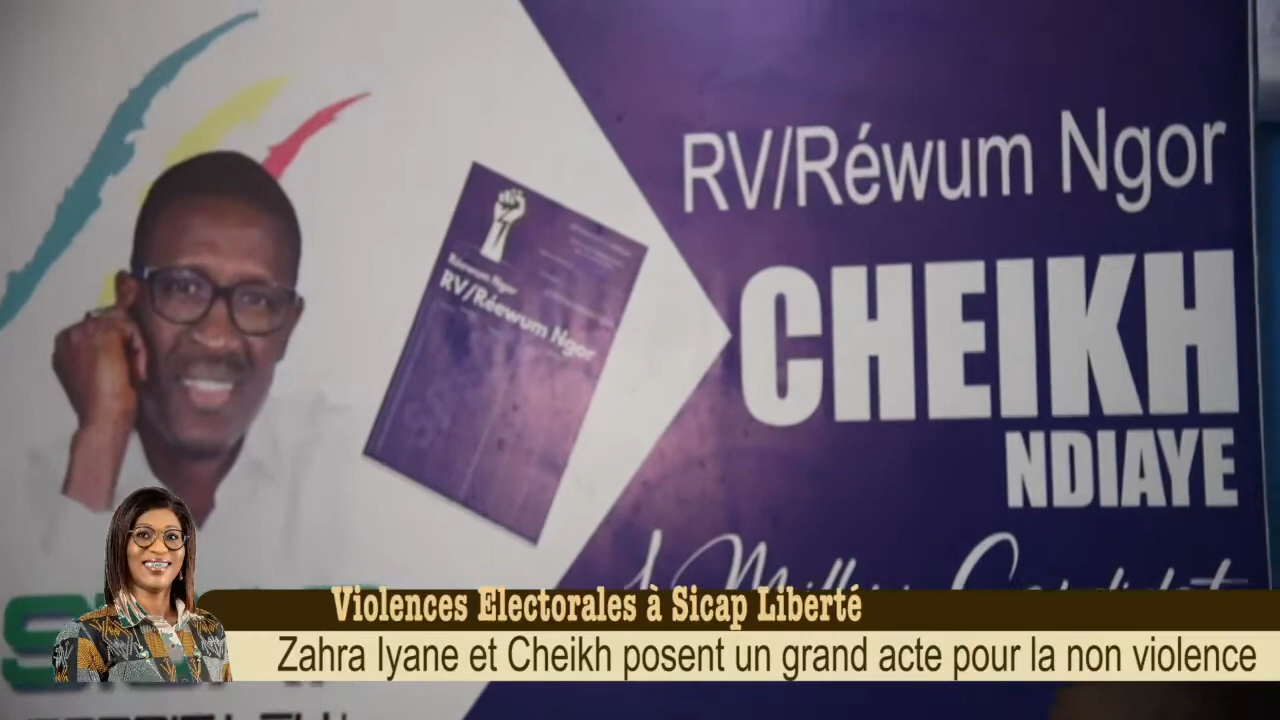 RV/Réwum Ngor
CHEIKH
NDIAYE
Réwum Ngor
RV/Réewum Ngor
Violences Electorales à Sicap Liberté
Zahra Iyane et Cheikh posent un grand acte pour la non violence